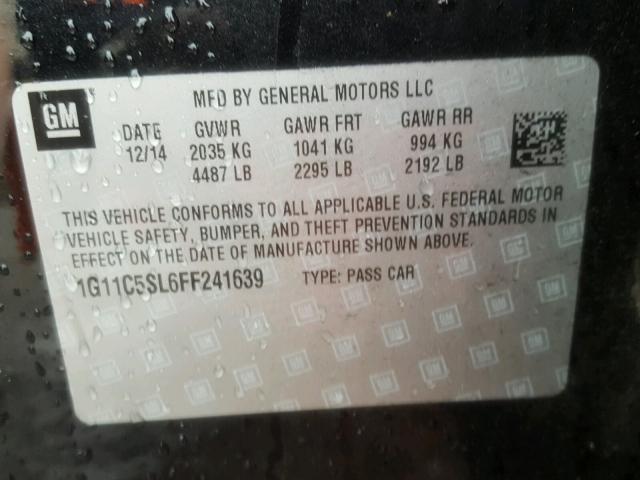 GM
MFD BY GENERAL MOTORS LLC
DATE GVWR GAWR FRT GAWR RR
12/14 2035 KG 1041 KG 994 KG
4487 LB 2295 LB 2192 LB
THIS VEHICLE CONFORMS TO ALL APPLICABLE U.S. FEDERAL MOTOR
VEHICLE SAFETY, BUMPER, AND THEFT PREVENTION STANDARDS IN
EFFECT ON THE DATE OF MANUFACTURE SHOWN ABOVE.
1G11C5SL6FF241639 TYPE: PASS CAR